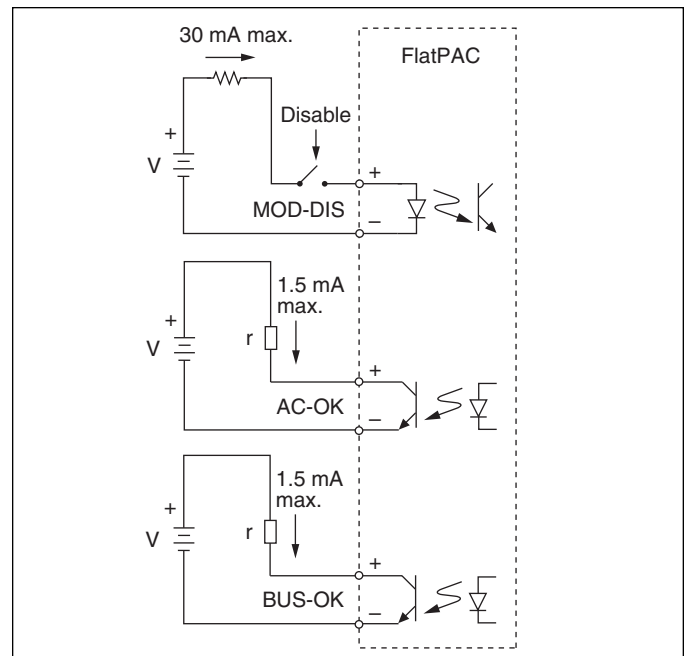 30 mA max.
FlatPAC
Disable
+
V
+
MOD-DIS
–
1.5 mA
max.
+
r
V
+
AC-OK
–
1.5 mA
max.
+
r
V
+
BUS-OK
–